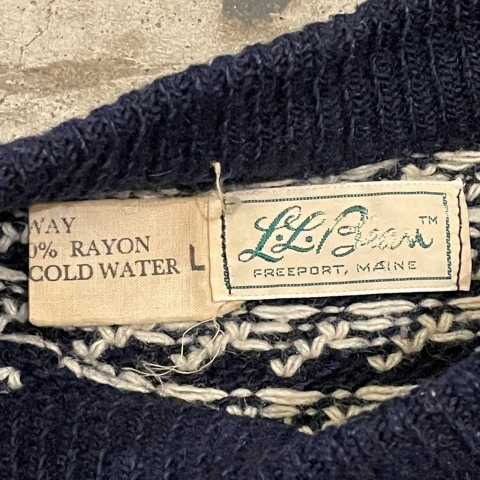 WAY
0% RAYON
COLD WATER L
L.L.Bean™
FREEPORT, MAINE